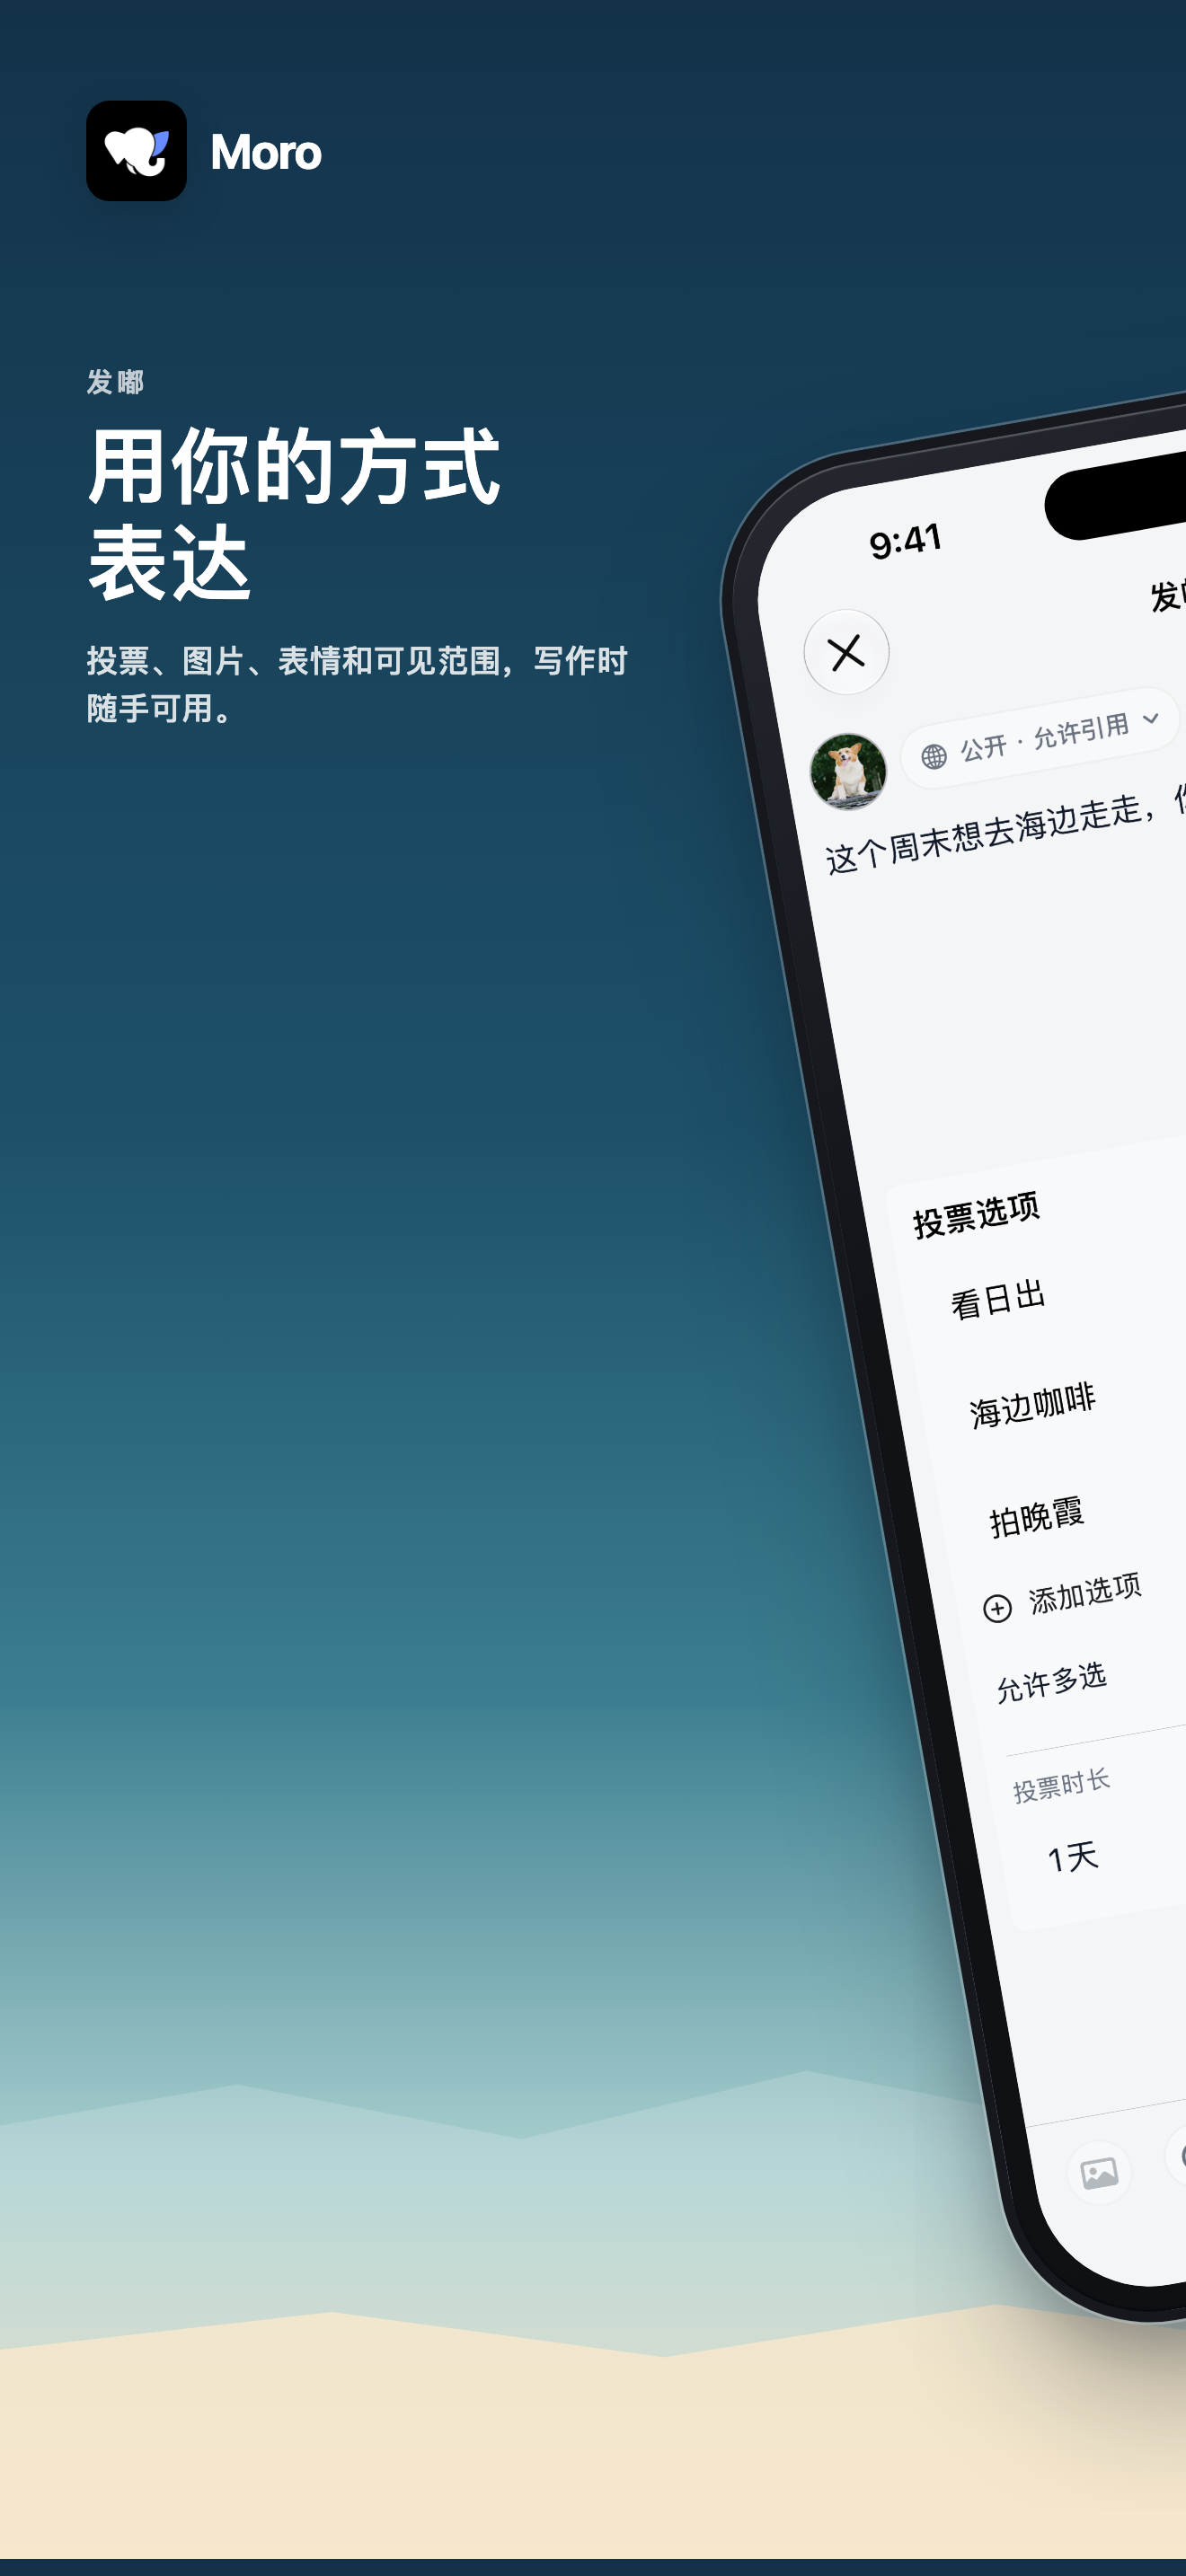 Moro
发嘟
用你的方式
表达
投票、图片、表情和可见范围，写作时
随手可用。
9:41
发
公开 · 允许引用
这个周末想去海边走走，
投票选项
看日出
海边咖啡
拍晚霞
添加选项
允许多选
投票时长
1天